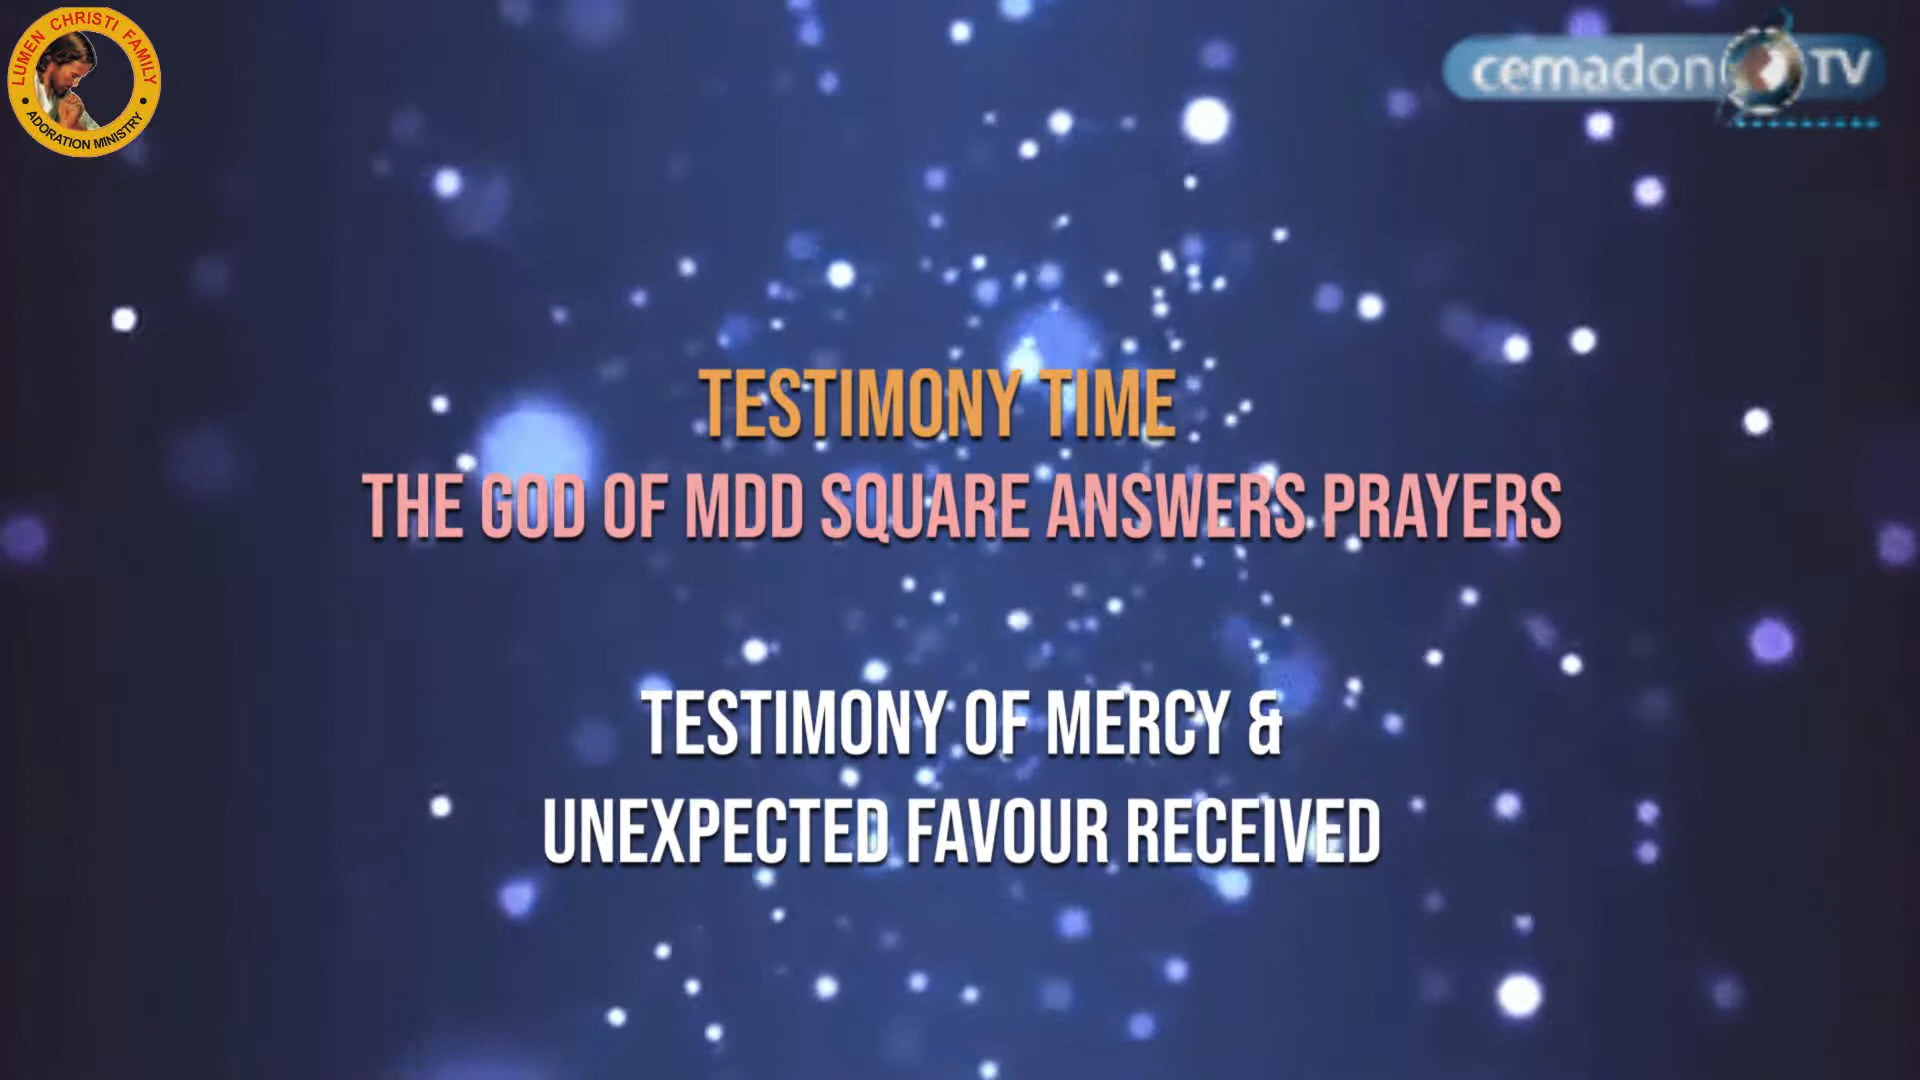 LUMEN CHRISTI FAMILY
ADORATION MINISTRY
cemadon TV
TESTIMONY TIME
THE GOD OF MDD SQUARE ANSWERS PRAYERS
TESTIMONY OF MERCY &
UNEXPECTED FAVOUR RECEIVED